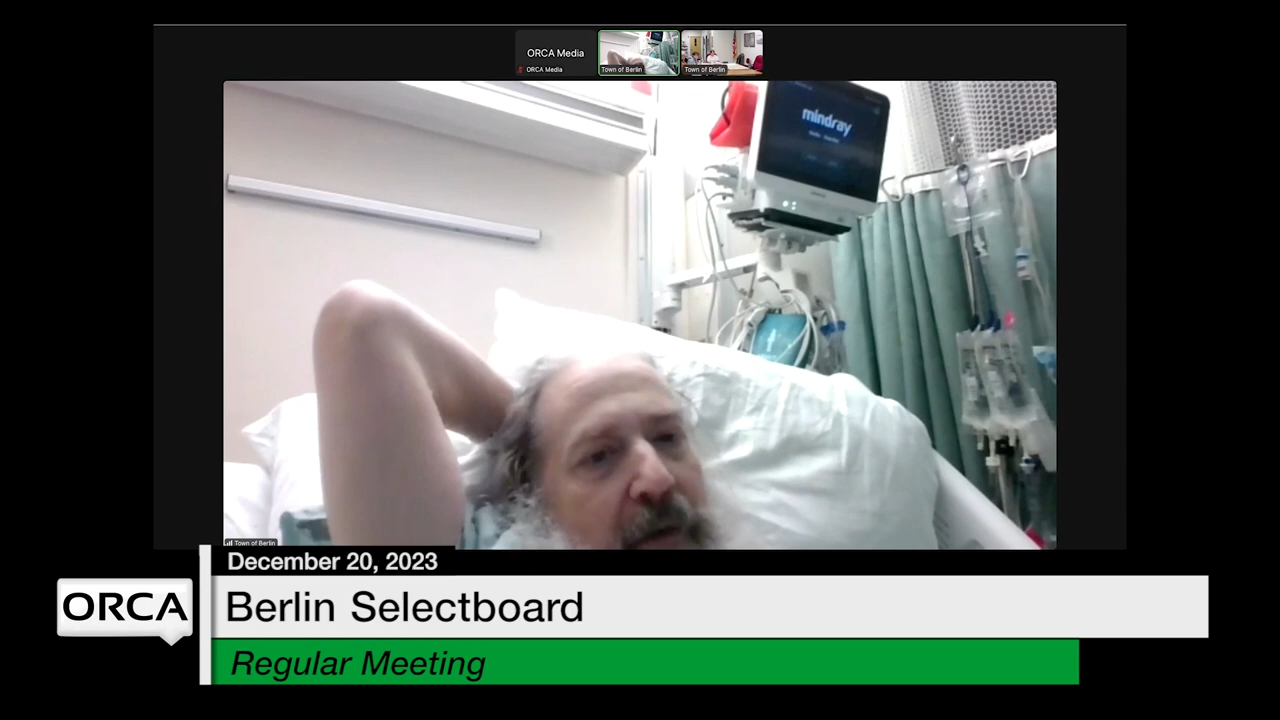 ORCA Media
ORCA Media
Town of Berlin
Town of Berlin
mindray
Town of Berlin
December 20, 2023
ORCA
Berlin Selectboard
Regular Meeting